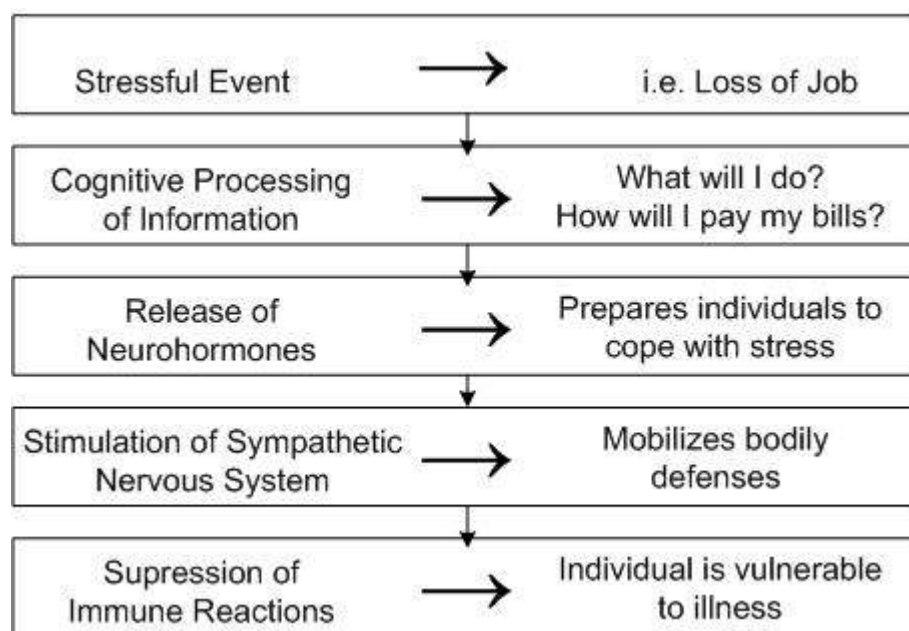 Stressful Event
i.e. Loss of Job
Cognitive Processing
of Information
What will I do?
How will I pay my bills?
Release of
Neurohormones
Prepares individuals to
cope with stress
Stimulation of Sympathetic
Nervous System
Mobilizes bodily
defenses
Supression of
Immune Reactions
Individual is vulnerable
to illness